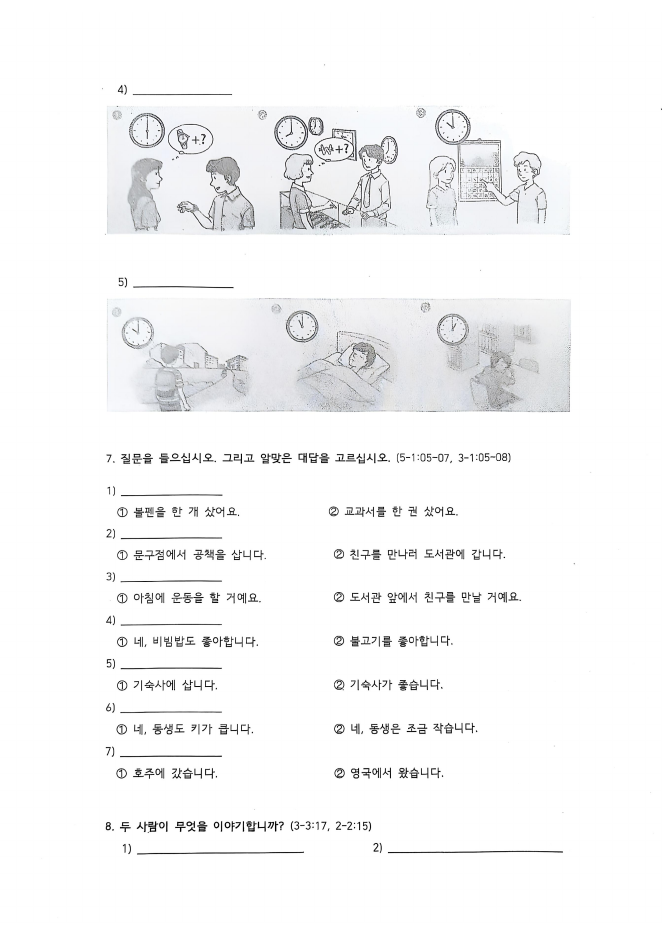 4)
+?
+?
5)
7. 질문을 들으십시오. 그리고 알맞은 대답을 고르십시오. (5-1:05-07, 3-1:05-08)
1)
① 볼펜을 한 개 샀어요. ② 교과서를 한 권 샀어요.
2)
① 문구점에서 공책을 삽니다. ② 친구를 만나러 도서관에 갑니다.
3)
① 아침에 운동을 할 거예요. ② 도서관 앞에서 친구를 만날 거예요.
4)
① 네, 비빔밥도 좋아합니다. ② 불고기를 좋아합니다.
5)
① 기숙사에 삽니다. ② 기숙사가 좋습니다.
6)
① 네, 동생도 키가 큽니다. ② 네, 동생은 조금 작습니다.
7)
① 호주에 갔습니다. ② 영국에서 왔습니다.
8. 두 사람이 무엇을 이야기합니까? (3-3:17, 2-2:15)
1) 2)